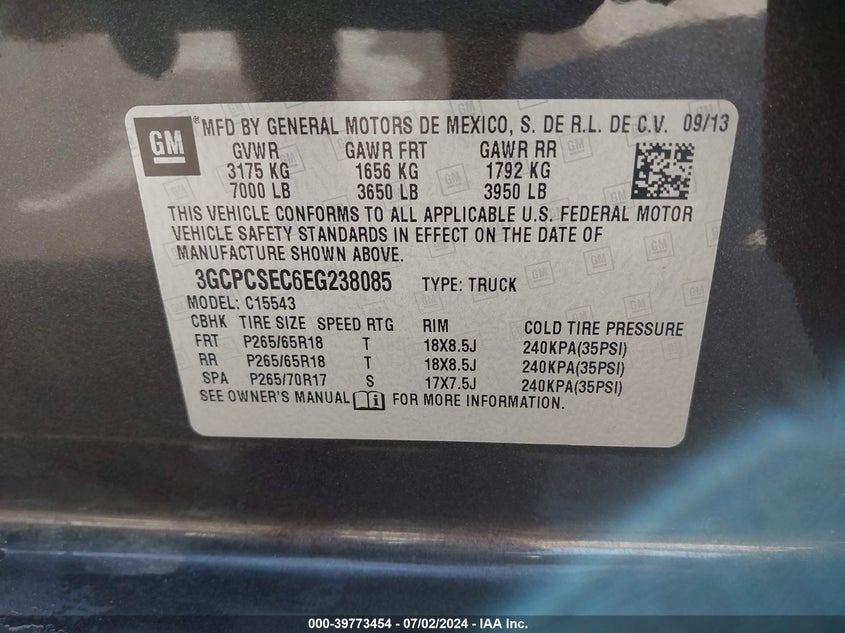 GM ® MFD BY GENERAL MOTORS DE MEXICO, S. DE R.L. DE C.V. 09/13
GVWR GAWR FRT GAWR RR
3175 KG 1656 KG 1792 KG
7000 LB 3650 LB 3950 LB
THIS VEHICLE CONFORMS TO ALL APPLICABLE U.S. FEDERAL MOTOR
VEHICLE SAFETY STANDARDS IN EFFECT ON THE DATE OF
MANUFACTURE SHOWN ABOVE.
3GCPCSEC6EG238085 TYPE: TRUCK
MODEL: C15543
CBHK TIRE SIZE SPEED RTG RIM COLD TIRE PRESSURE
FRT P265/65R18 T 18X8.5J 240KPA(35PSI)
RR P265/65R18 T 18X8.5J 240KPA(35PSI)
SPA P265/70R17 S 17X7.5J 240KPA(35PSI)
SEE OWNER'S MANUAL FOR MORE INFORMATION.
000-39773454 / 07/02/2024 - IAA Inc.